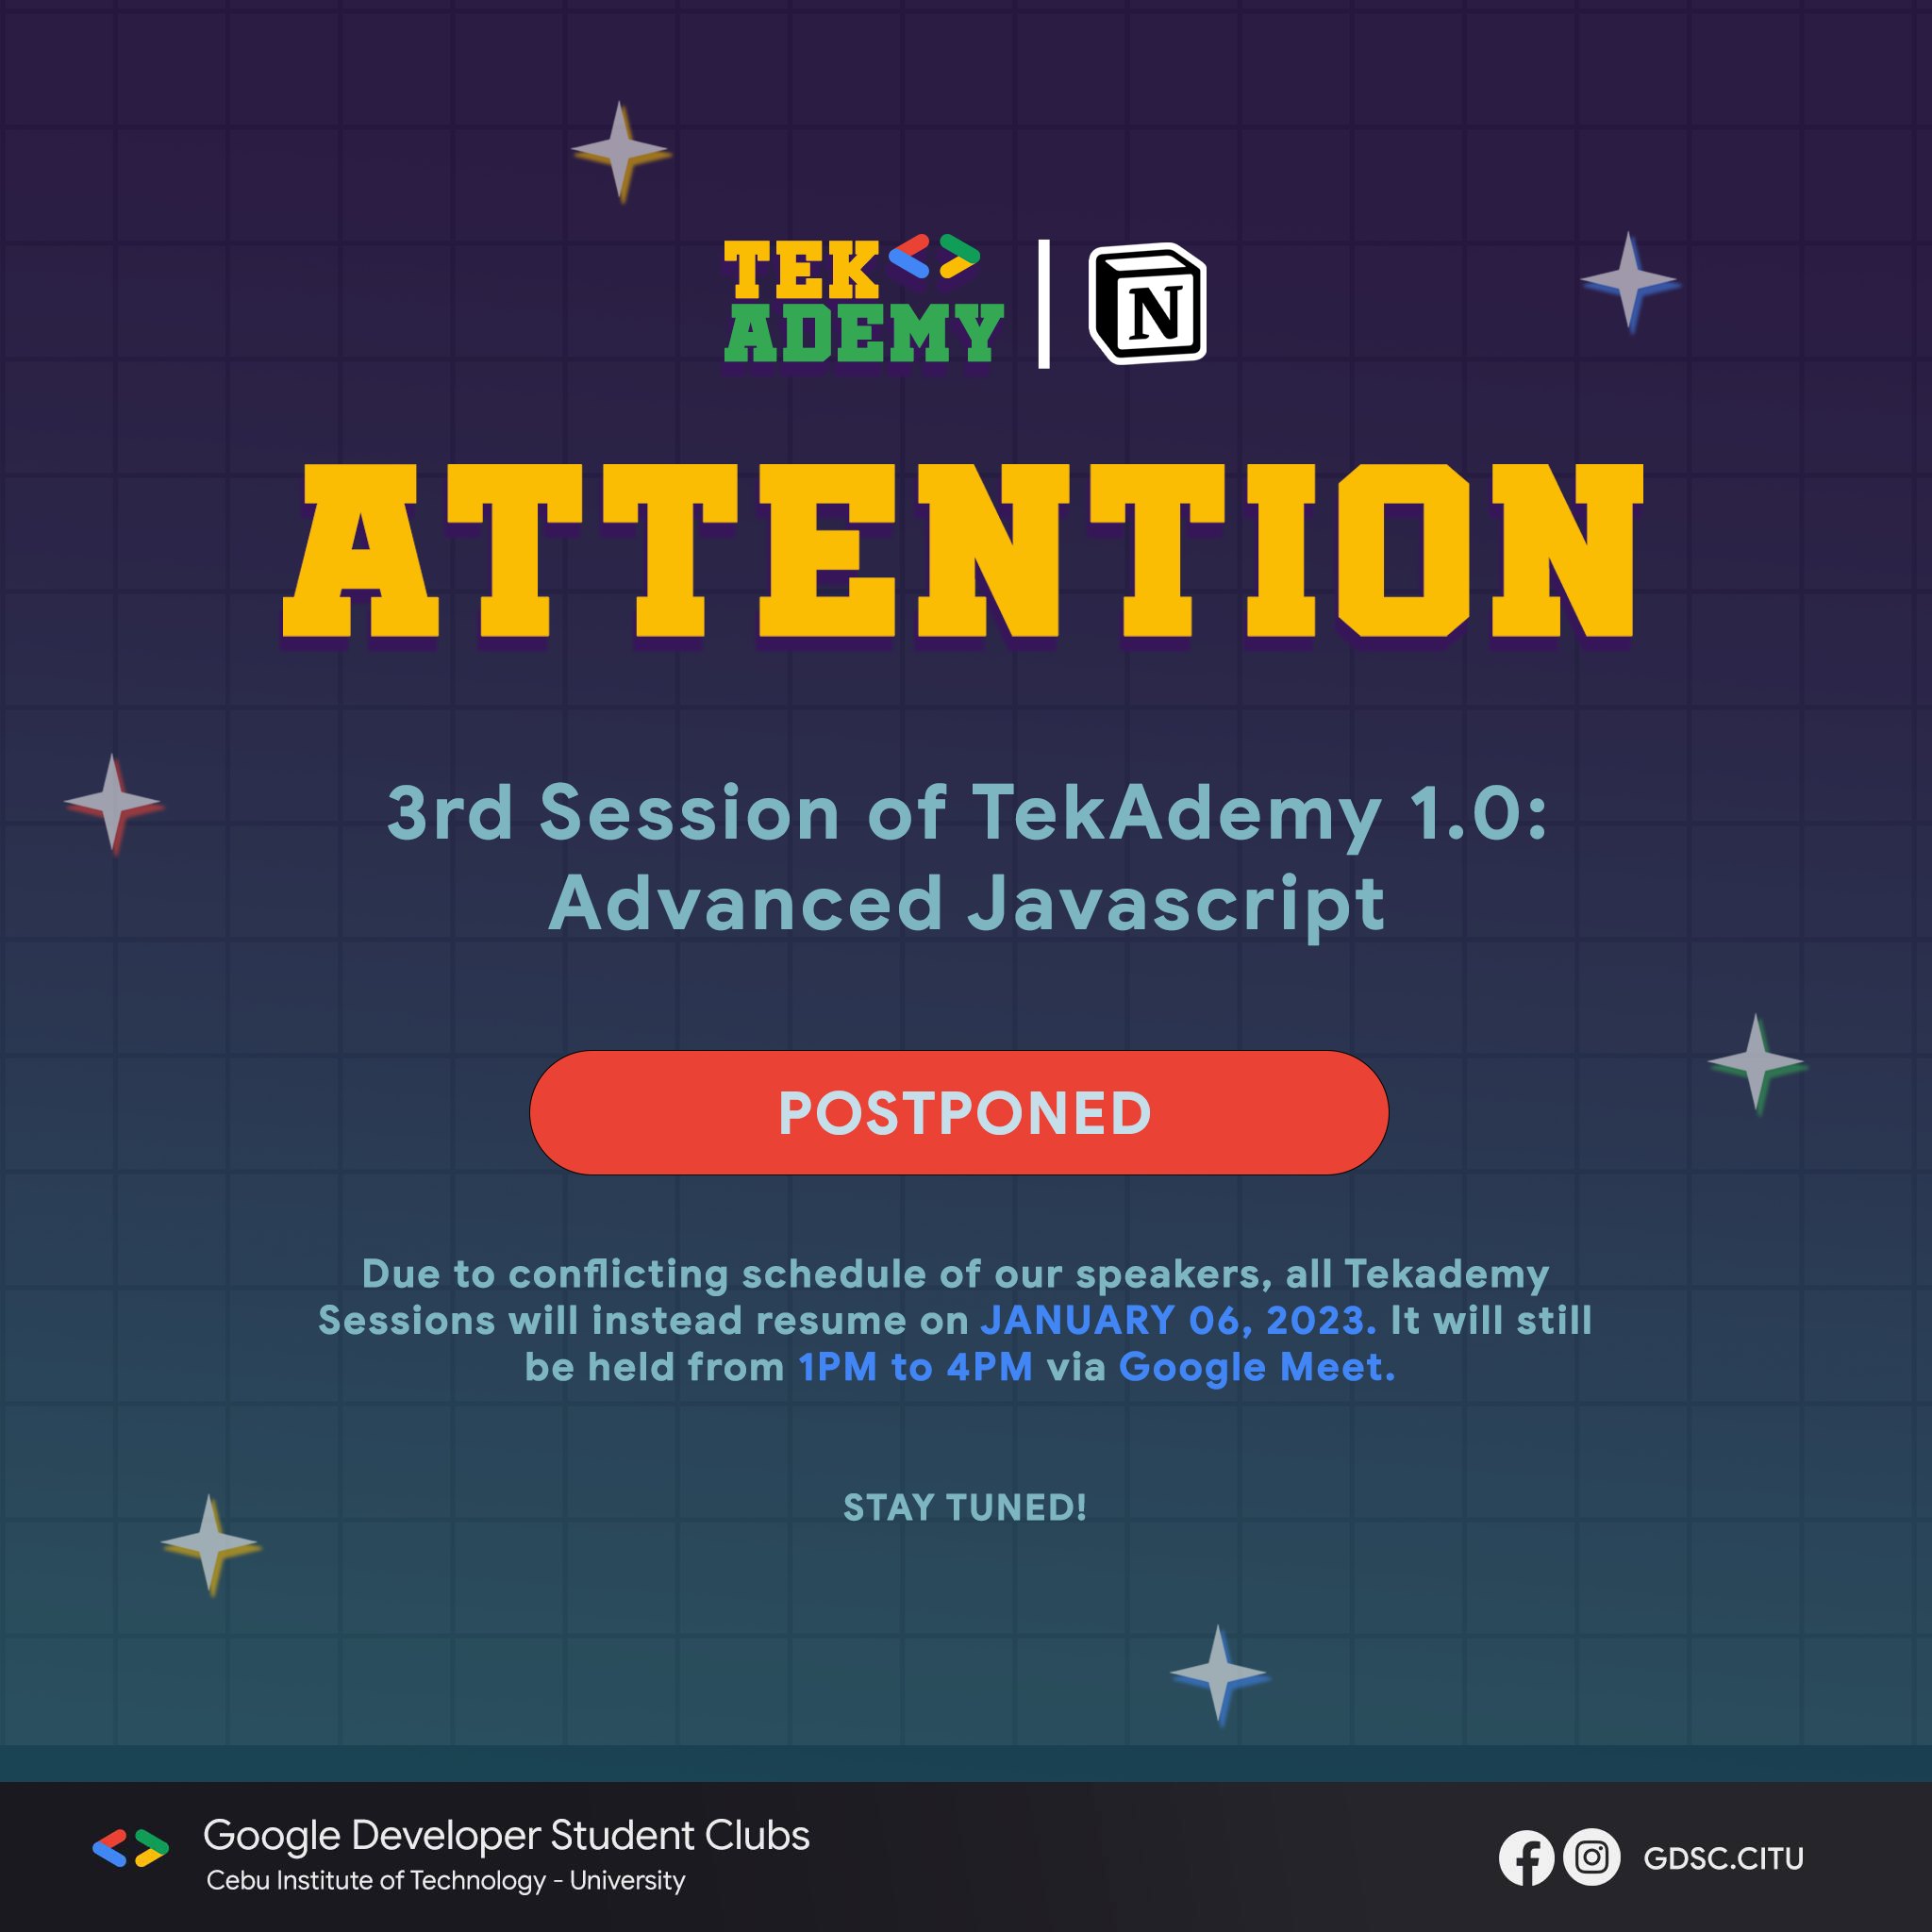 TEK
ADEMY
N
ATTENTION
3rd Session of TekAdemy 1.0:
Advanced Javascript
POSTPONED
Due to conflicting schedule of our speakers, all Tekademy
Sessions will instead resume on JANUARY 06, 2023. It will still
be held from 1PM to 4PM via Google Meet.
STAY TUNED!
Google Developer Student Clubs
Cebu Institute of Technology - University
GDSC.CITU